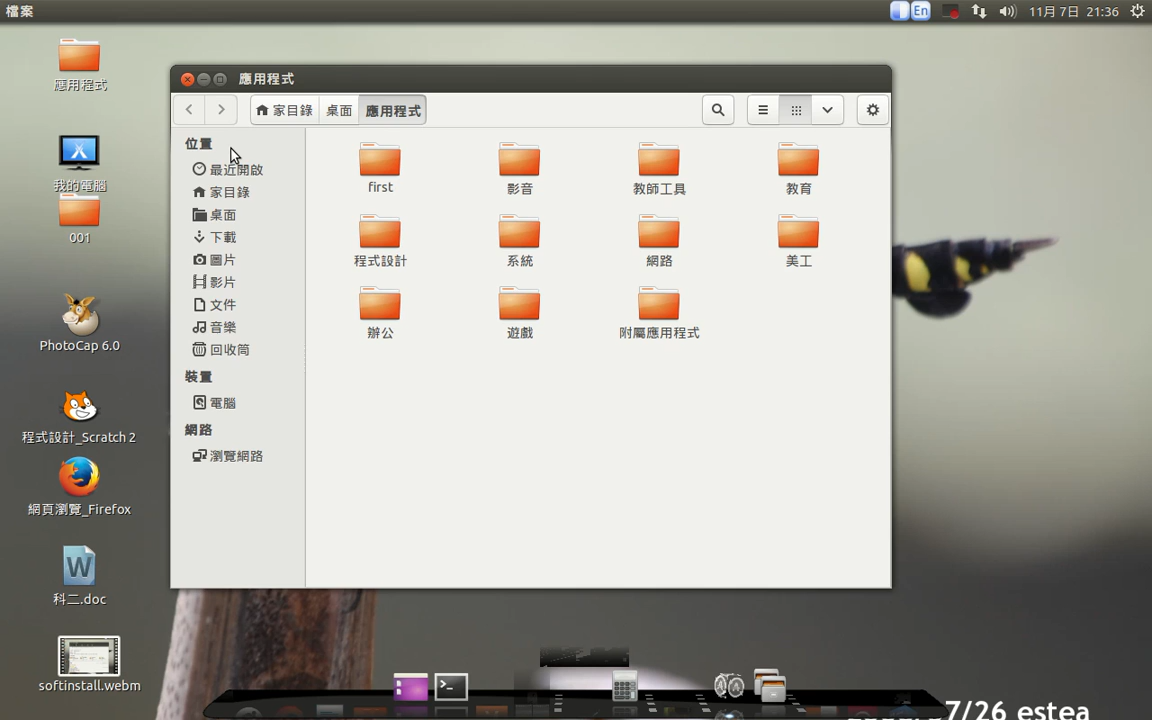 檔案
En
11月 7日 21:36
應用程式
應用程式
家目錄
桌面
應用程式
位置
最近開啟
家目錄
桌面
下載
圖片
影片
文件
音樂
回收筒
裝置
電腦
網路
瀏覽網路
first
影音
教師工具
教育
程式設計
系統
網路
美工
辦公
遊戲
附屬應用程式
我的電腦
001
PhotoCap 6.0
程式設計_Scratch 2
網頁瀏覽_Firefox
W
科二.doc
softinstall.webm
7/26 estea